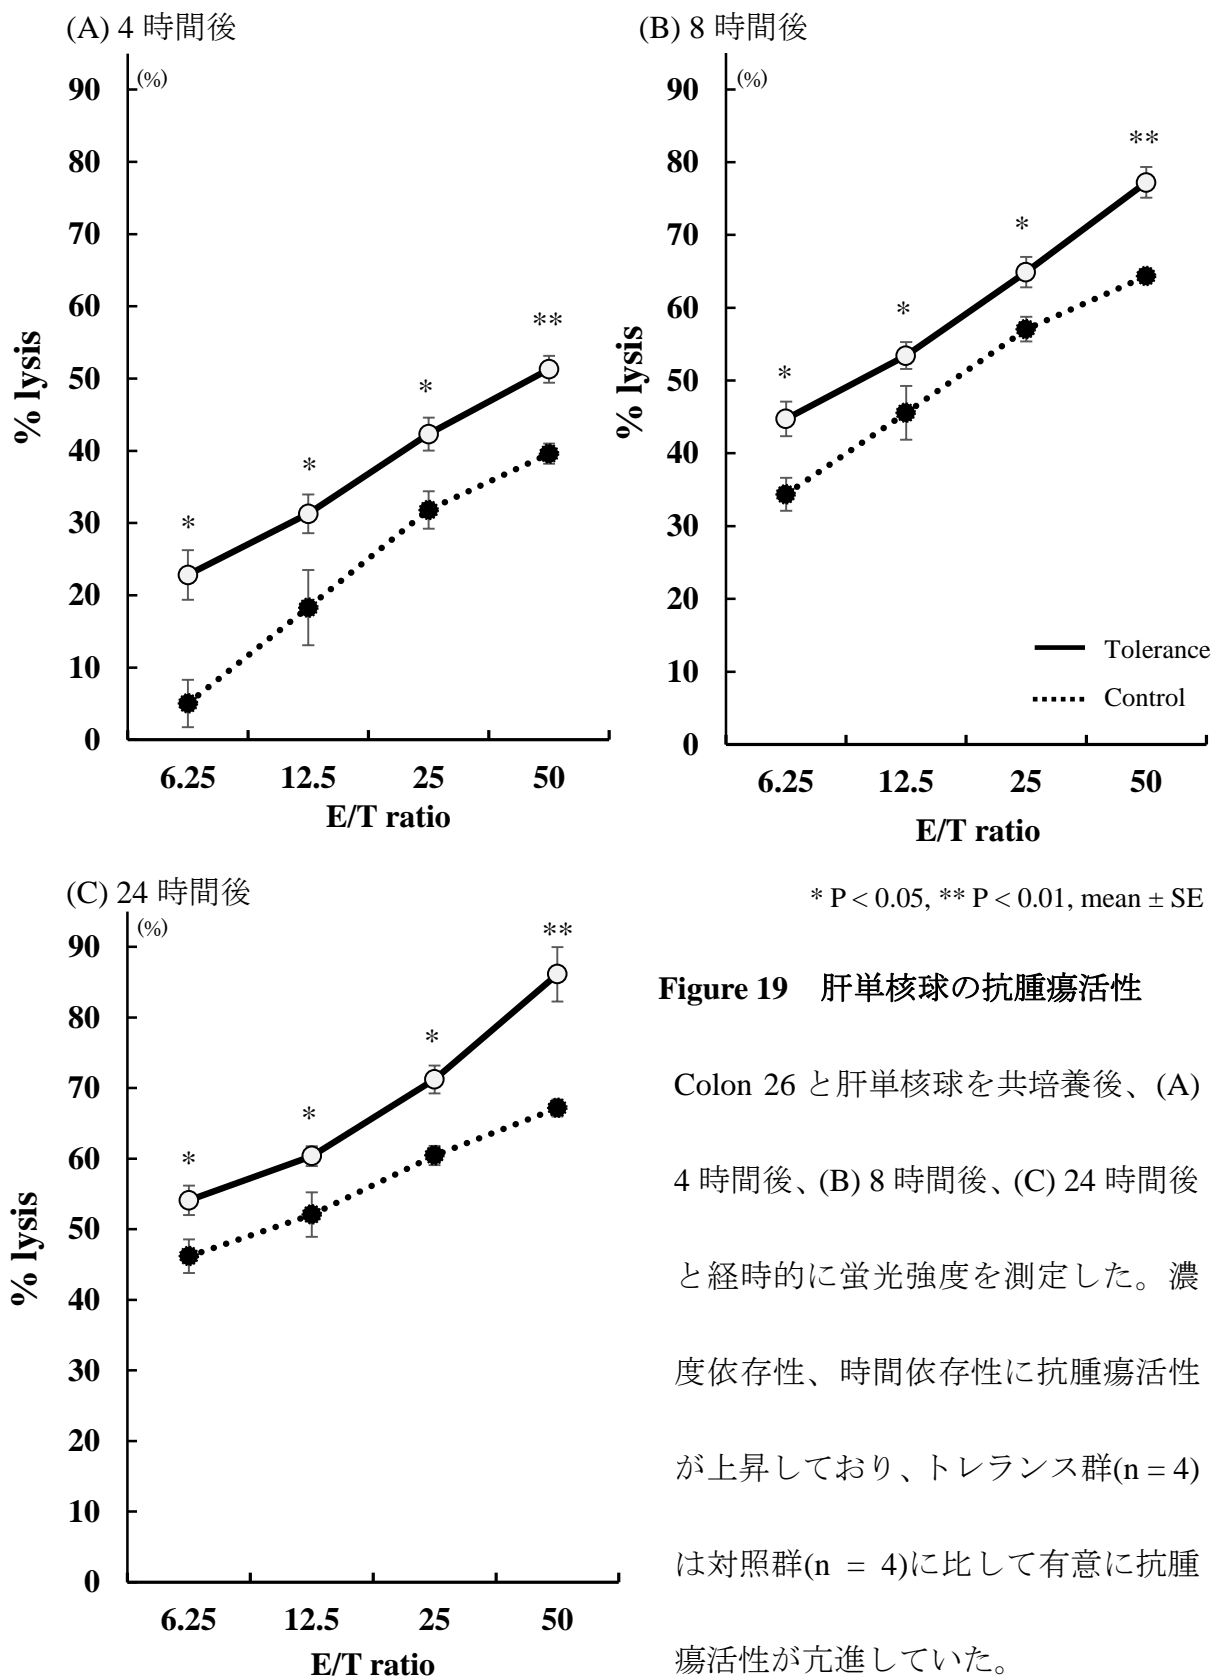 (A) 4 時間後
(%)
90
80
70
60
50
40
30
20
10
0
% lysis
*
*
*
**
6.25 12.5 25 50
E/T ratio
(B) 8 時間後
(%)
90
80
70
60
50
40
30
20
10
0
% lysis
*
*
*
**
Tolerance
Control
6.25 12.5 25 50
E/T ratio
(C) 24 時間後
(%)
90
80
70
60
50
40
30
20
10
0
% lysis
*
*
*
**
6.25 12.5 25 50
E/T ratio
* P < 0.05, ** P < 0.01, mean ± SE
Figure 19 肝単核球の抗腫瘍活性
Colon 26 と肝単核球を共培養後、(A)
4 時間後、(B) 8 時間後、(C) 24 時間後
と経時的に蛍光強度を測定した。濃
度依存性、時間依存性に抗腫瘍活性
が上昇しており、トレランス群(n = 4)
は対照群(n = 4)に比して有意に抗腫
瘍活性が亢進していた。